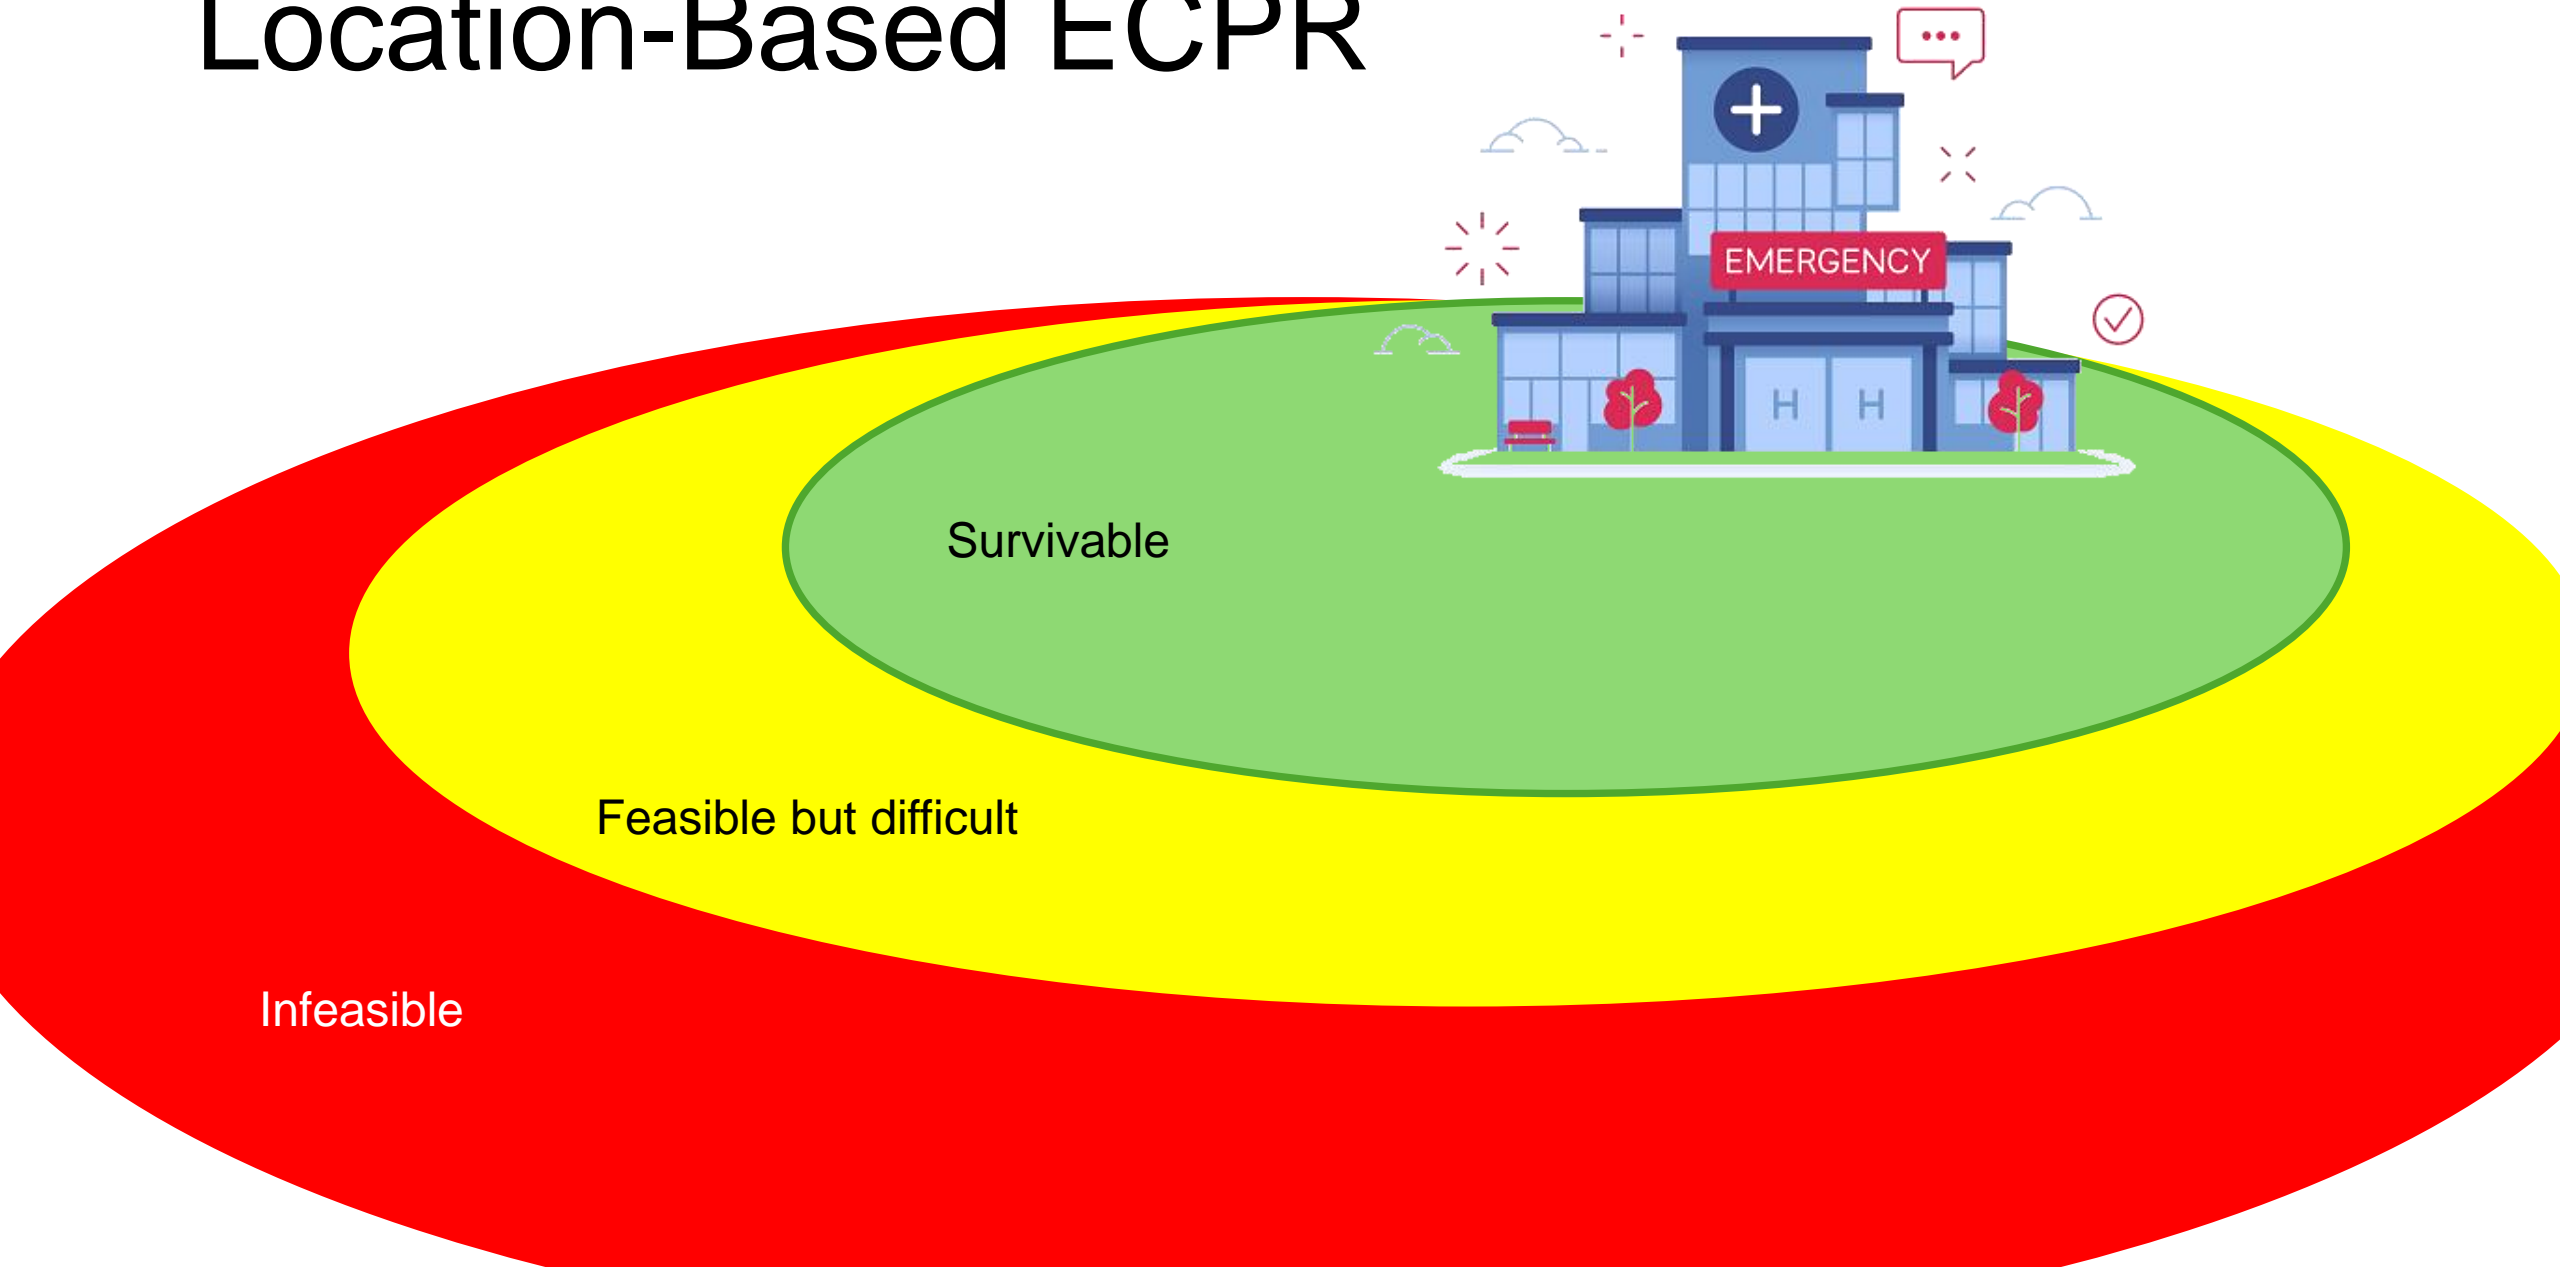 Location-Based ECPR
EMERGENCY
H H
Survivable
Feasible but difficult
Infeasible